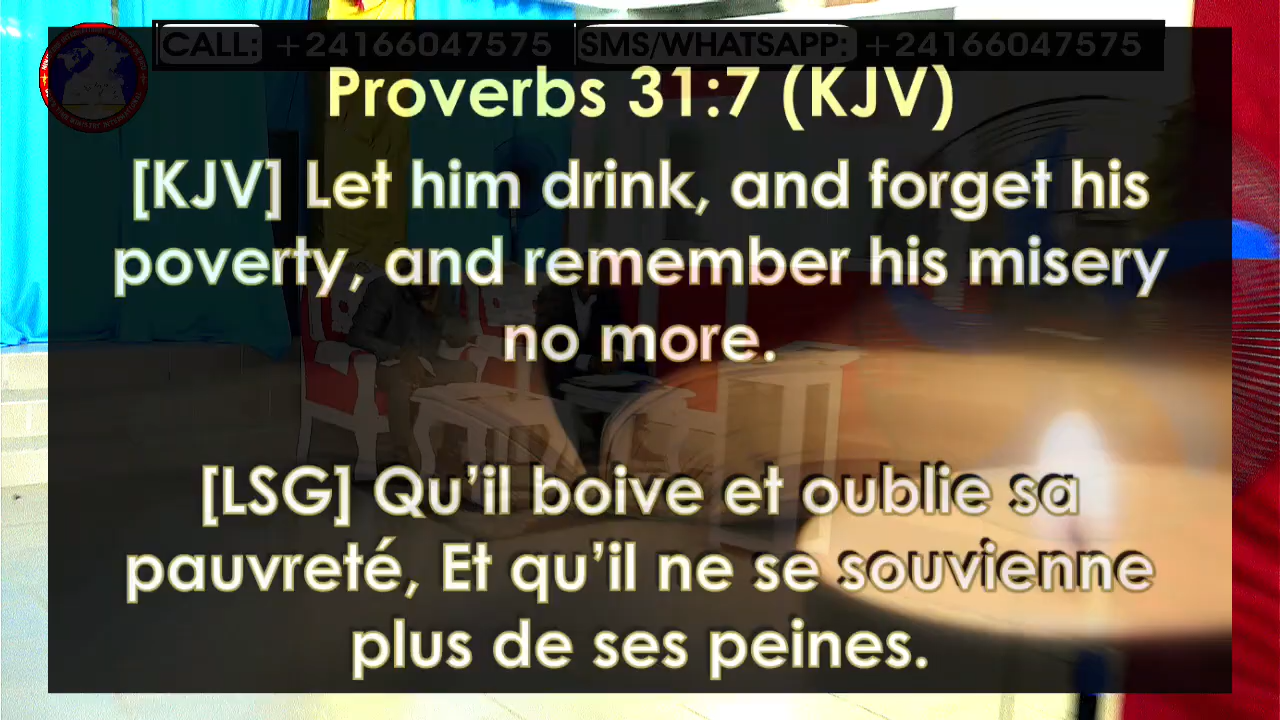 CALL: +24166047575 SMS/WHATSAPP: +24166047575
Proverbs 31:7 (KJV)
[KJV] Let him drink, and forget his
poverty, and remember his misery
no more.
[LSG] Qu’il boive et oublie sa
pauvreté, Et qu’il ne se souvienne
plus de ses peines.